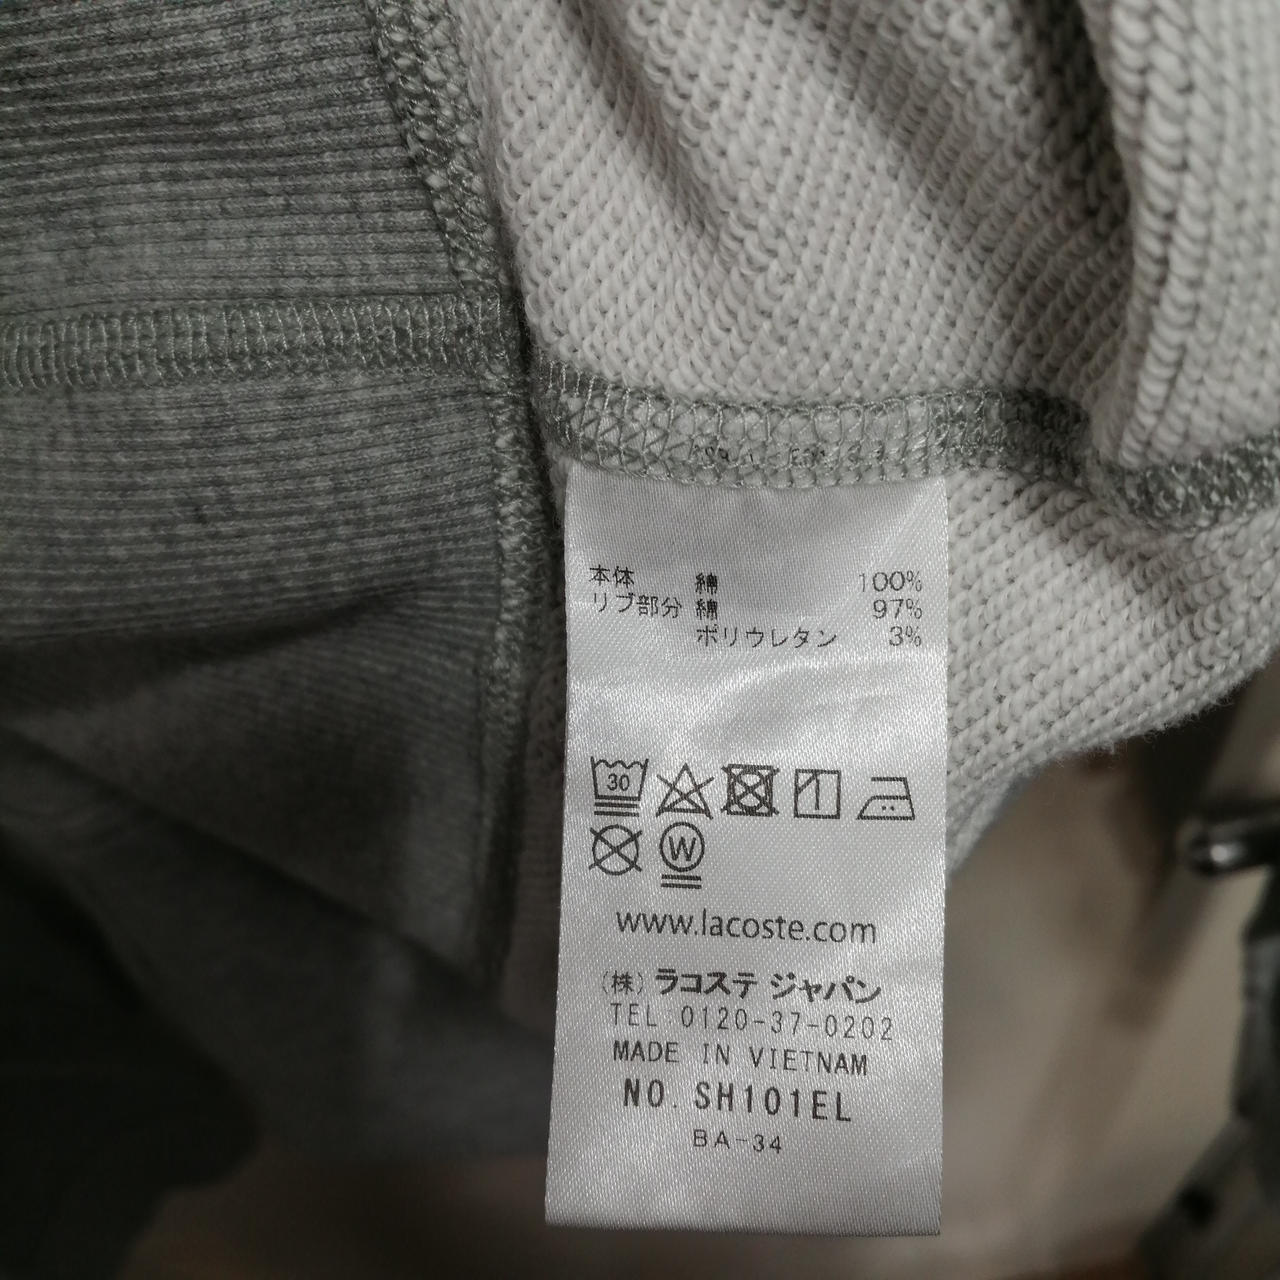 本体 綿 100%
リブ部分 綿 97%
ポリウレタン 3%
30
W
www.lacoste.com
(株) ラコステ ジャパン
TEL 0120-37-0202
MADE IN VIETNAM
NO. SH101EL
BA-34